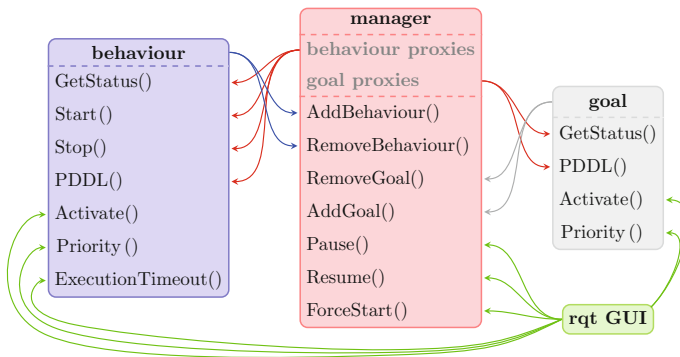 behaviour
GetStatus()
Start()
Stop()
PDDL()
Activate()
Priority()
ExecutionTimeout()
manager
behaviour proxies
goal proxies
AddBehaviour()
RemoveBehaviour()
RemoveGoal()
AddGoal()
Pause()
Resume()
ForceStart()
goal
GetStatus()
PDDL()
Activate()
Priority()
rqt GUI